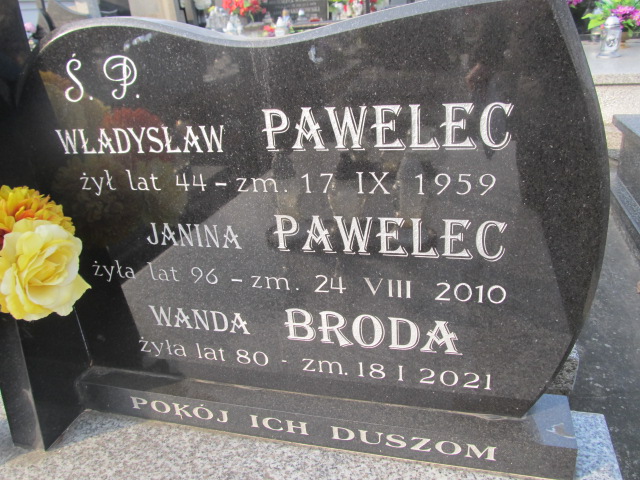 Ś. P.
WŁADYSŁAW PAWELEC
żył lat 44 - zm. 17 IX 1959
JANINA PAWELEC
żyła lat 96 - zm. 24 VIII 2010
WANDA BRODA
żyła lat 80 - zm. 18 I 2021
POKÓJ ICH DUSZOM